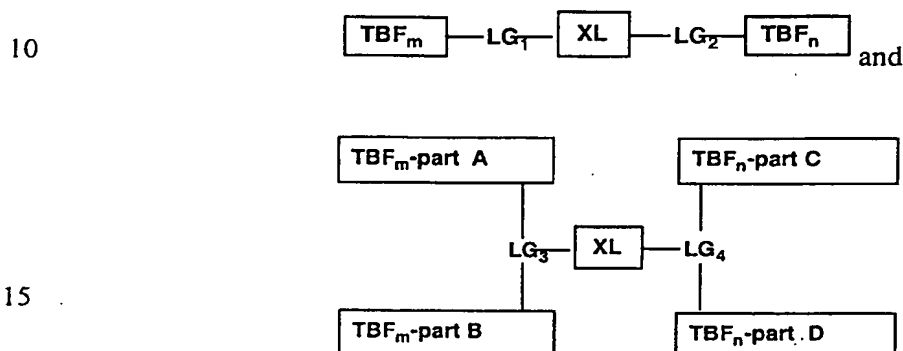 10 TBFm LG1 XL LG2 TBFn and
TBFm-part A TBFn-part C
LG3 XL LG4
15
TBFm-part B TBFn-part D